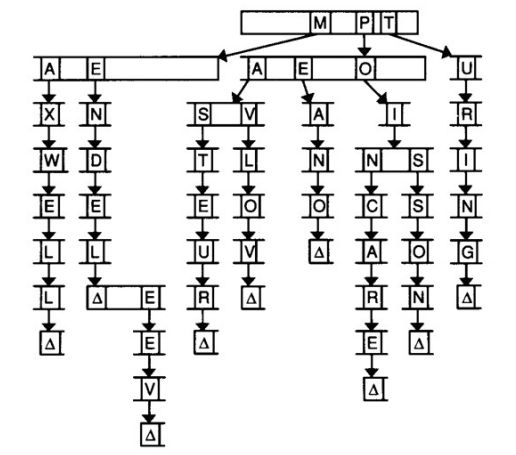 M P T
A E A E O U
X N S V A I R
W D T L N N S I
E E E O O C S N
L L U V Δ A O G
L Δ E R Δ R N Δ
Δ E Δ E Δ
V Δ
Δ